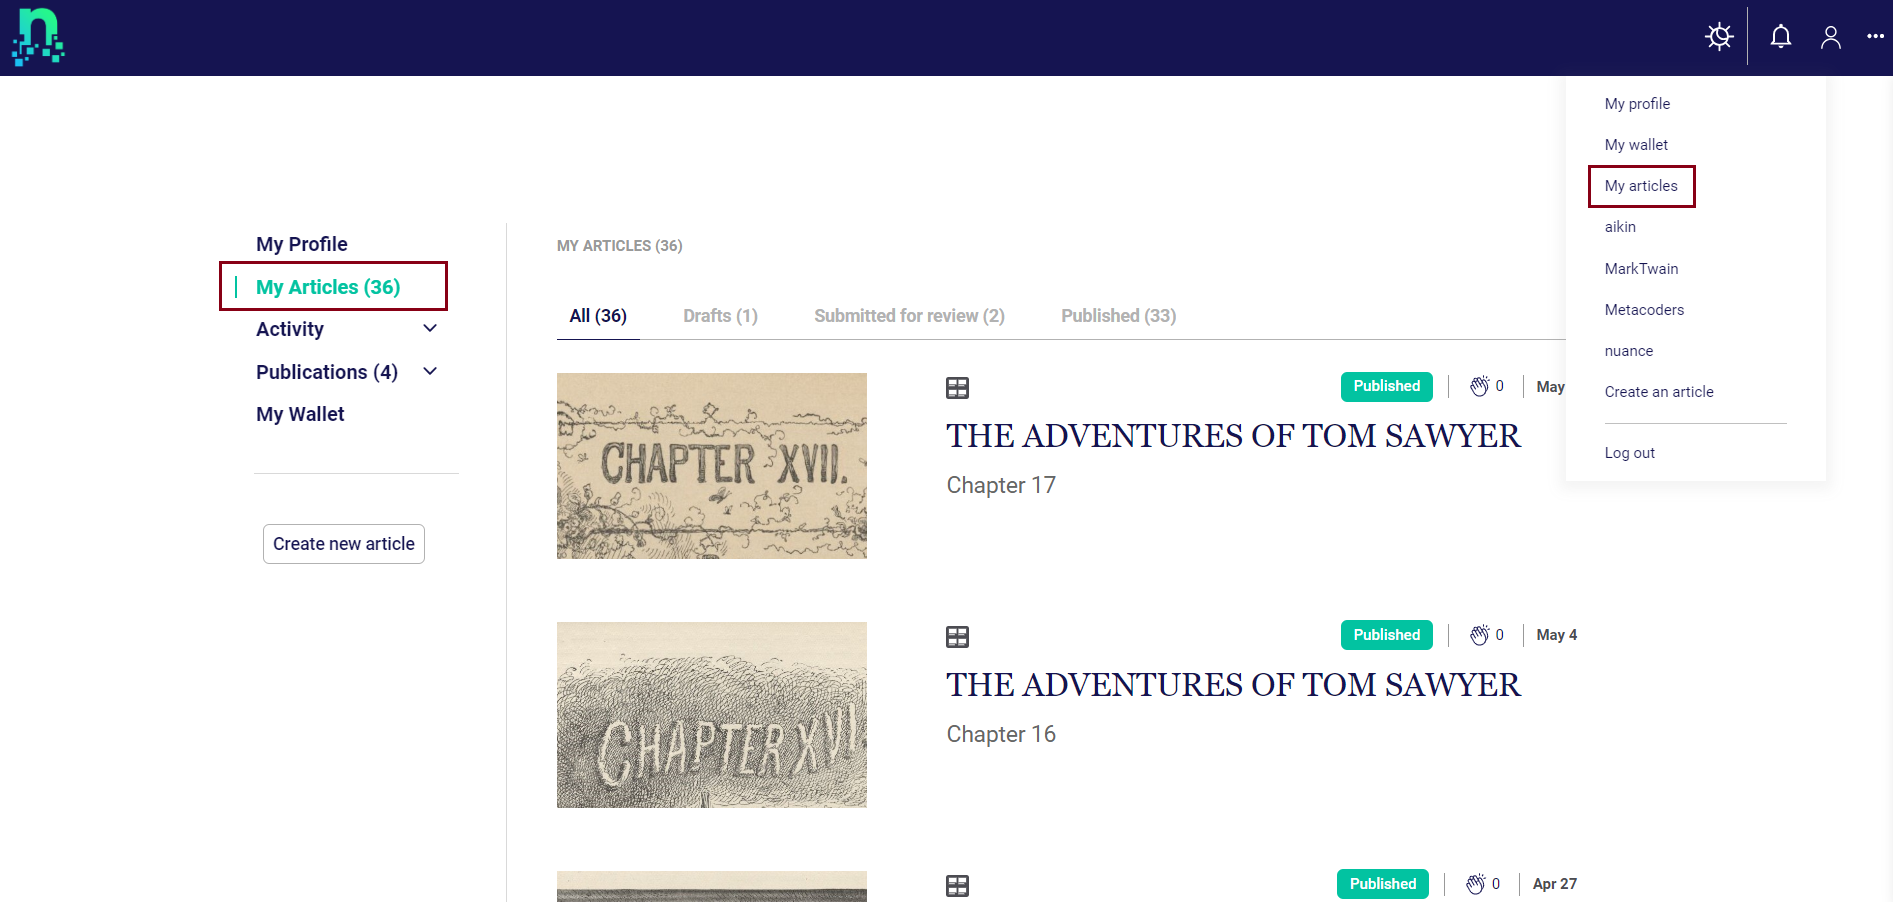 n
My profile
My wallet
My articles
aikin
MarkTwain
Metacoders
nuance
Create an article
Log out
My Profile
My Articles (36)
Activity
Publications (4)
My Wallet
Create new article
MY ARTICLES (36)
All (36) Drafts (1) Submitted for review (2) Published (33)
CHAPTER XVII.
Published 0 May
THE ADVENTURES OF TOM SAWYER
Chapter 17
CHAPTER XVI.
Published 0 May 4
THE ADVENTURES OF TOM SAWYER
Chapter 16
Published 0 Apr 27